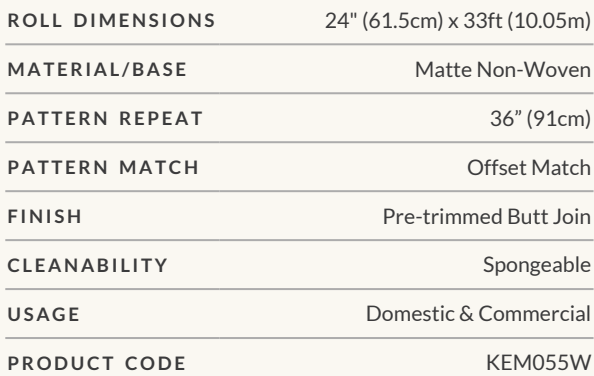 ROLL DIMENSIONS 24" (61.5cm) x 33ft (10.05m)
MATERIAL/BASE Matte Non-Woven
PATTERN REPEAT 36” (91cm)
PATTERN MATCH Offset Match
FINISH Pre-trimmed Butt Join
CLEANABILITY Spongeable
USAGE Domestic & Commercial
PRODUCT CODE KEM055W